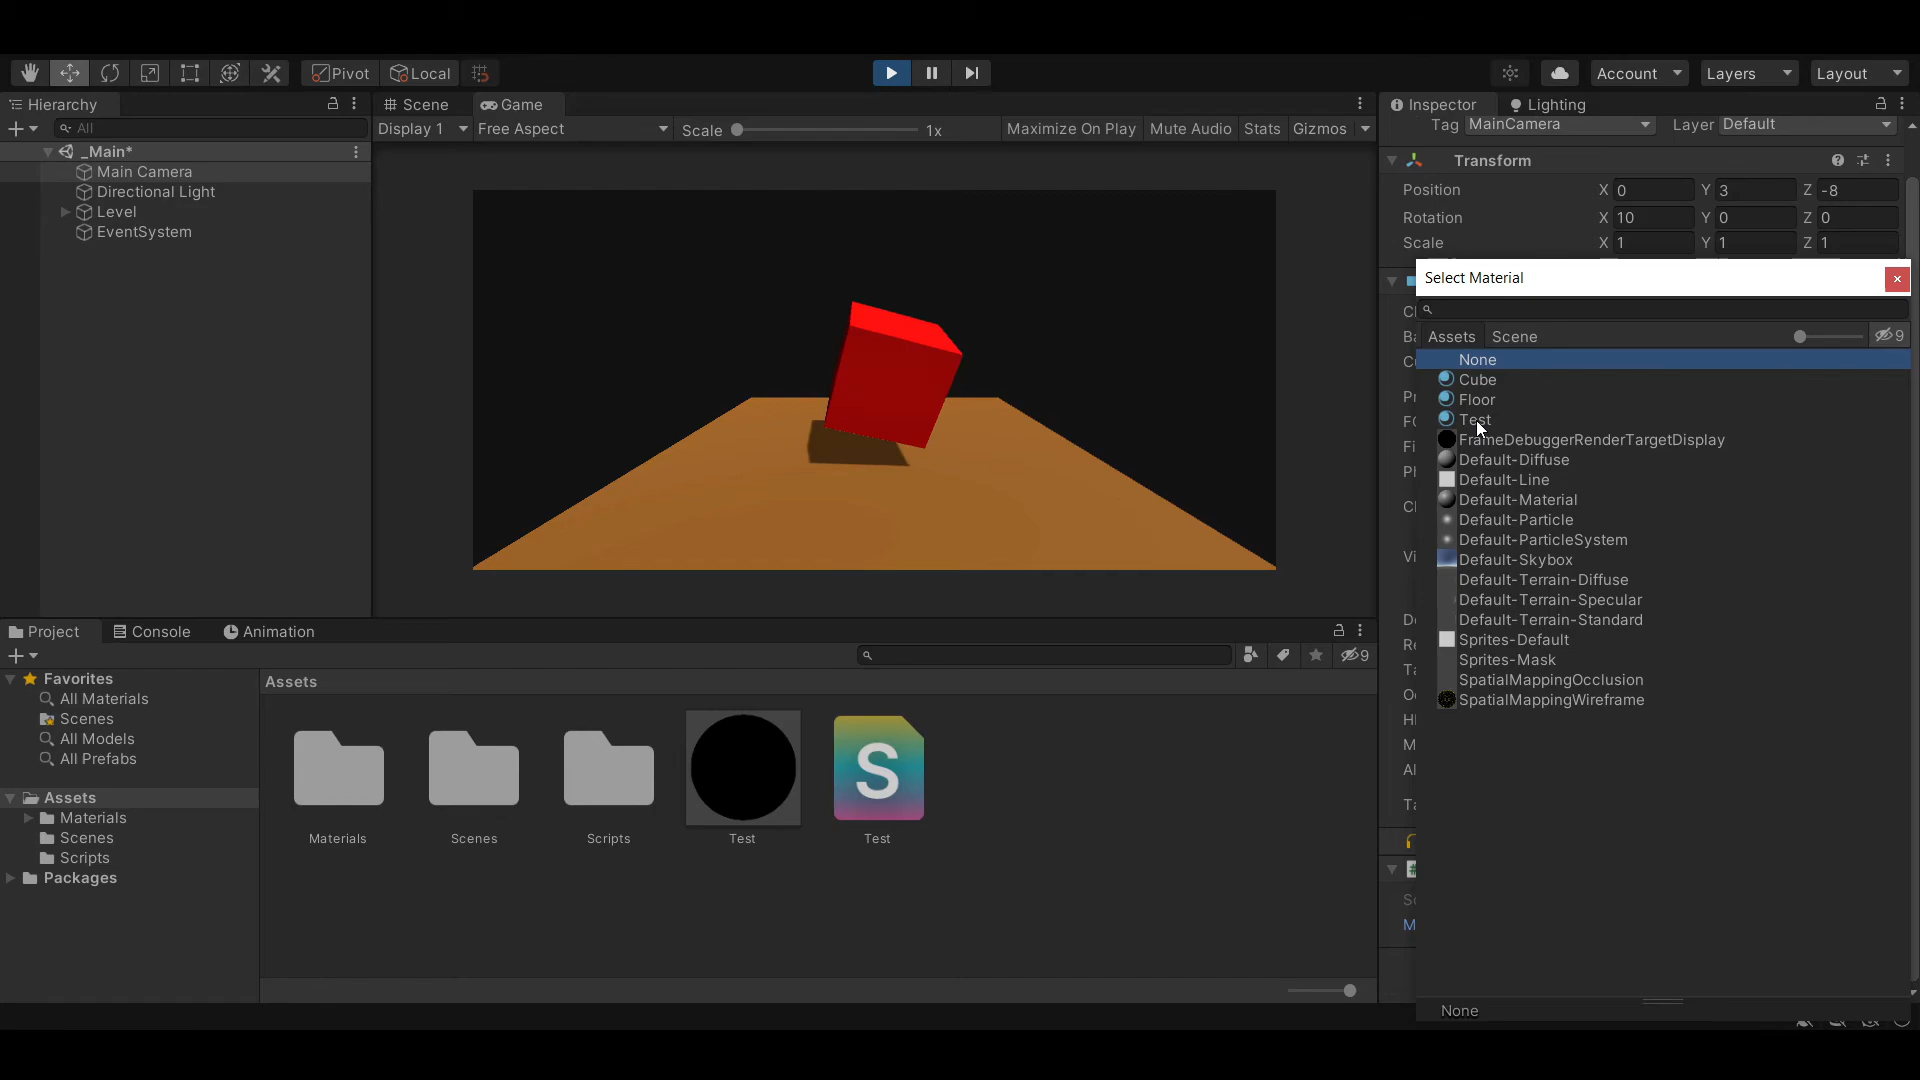 Pivot
Local
Account
Layers
Layout
Hierarchy
All
_Main*
Main Camera
Directional Light
Level
EventSystem
Scene
Game
Display 1
Free Aspect
Scale
1x
Maximize On Play
Mute Audio
Stats
Gizmos
Inspector
Lighting
Tag
MainCamera
Layer
Default
Transform
Position
X 0
Y 3
Z -8
Rotation
X 10
Y 0
Z 0
Scale
X 1
Y 1
Z 1
Select Material
Assets
Scene
9
None
Cube
Floor
Test
FrameDebuggerRenderTargetDisplay
Default-Diffuse
Default-Line
Default-Material
Default-Particle
Default-ParticleSystem
Default-Skybox
Default-Terrain-Diffuse
Default-Terrain-Specular
Default-Terrain-Standard
Sprites-Default
Sprites-Mask
SpatialMappingOcclusion
SpatialMappingWireframe
None
Project
Console
Animation
9
Favorites
All Materials
Scenes
All Models
All Prefabs
Assets
Materials
Scenes
Scripts
Packages
Assets
Materials
Scenes
Scripts
Test
Test